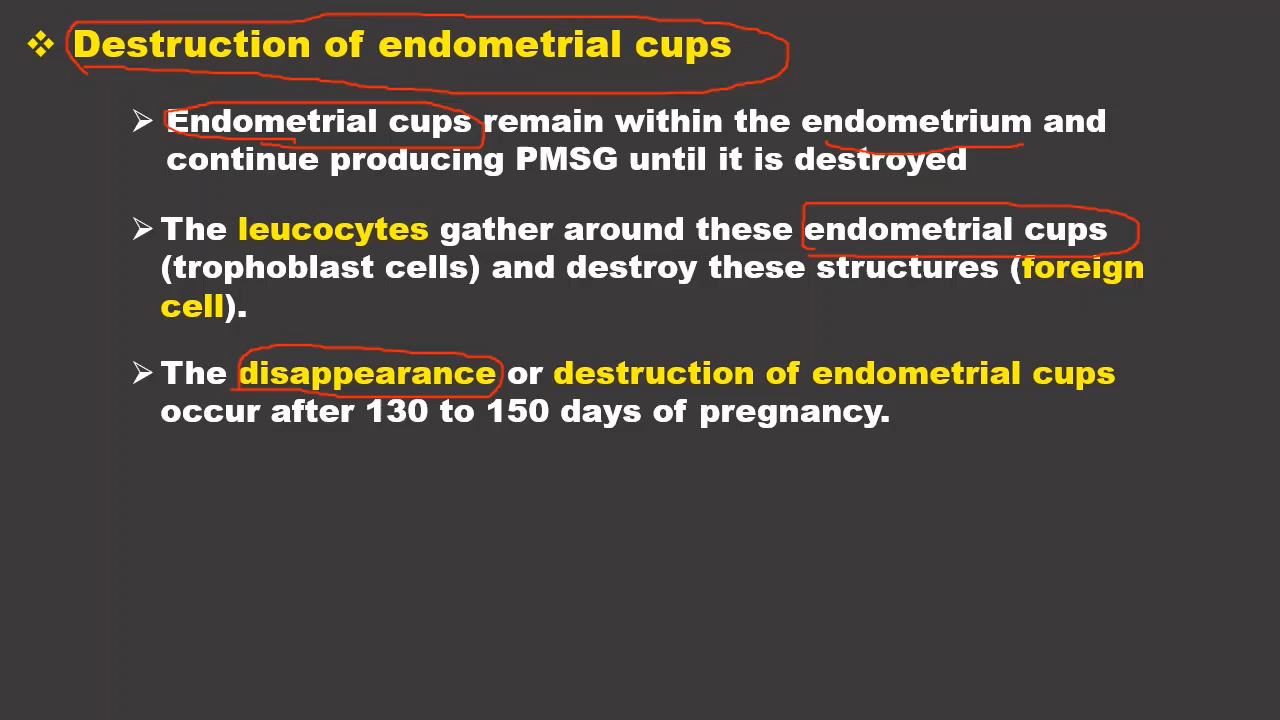 Destruction of endometrial cups
Endometrial cups remain within the endometrium and
continue producing PMSG until it is destroyed
The leucocytes gather around these endometrial cups
(trophoblast cells) and destroy these structures (foreign
cell).
The disappearance or destruction of endometrial cups
occur after 130 to 150 days of pregnancy.